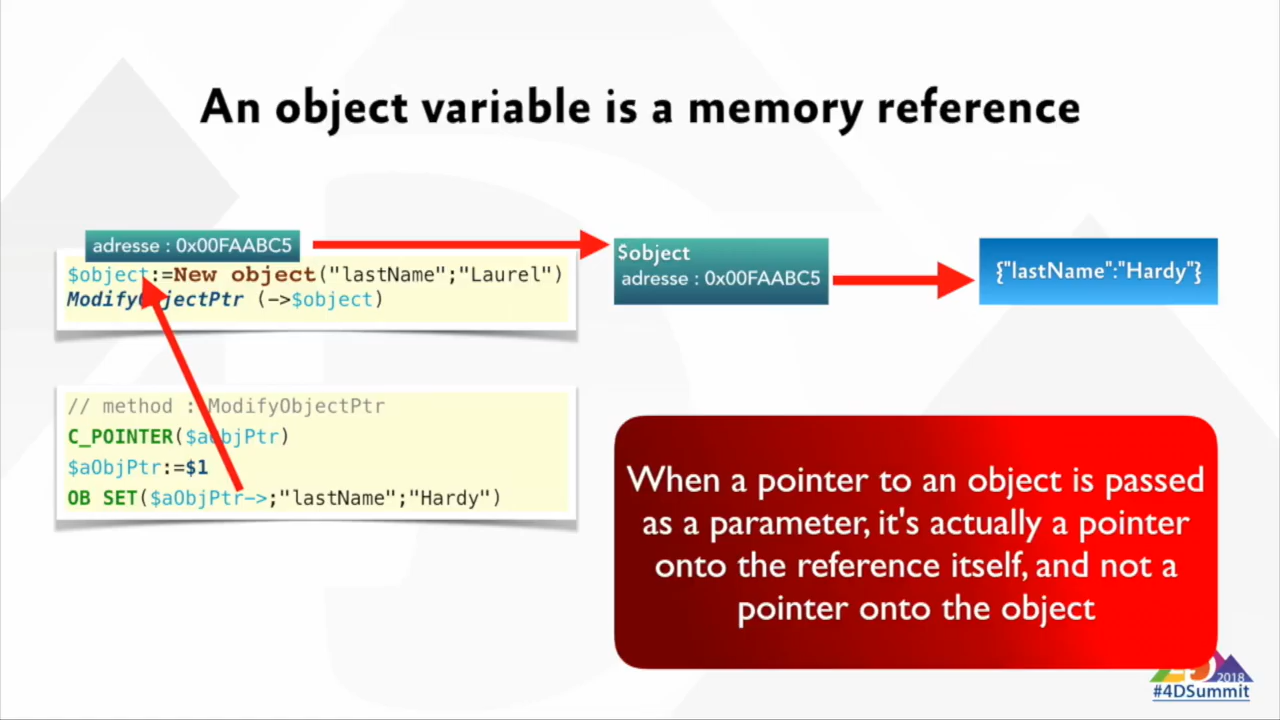 An object variable is a memory reference
adresse : 0x00FAABC5
$object:=New object("lastName";"Laurel")
ModifyObjectPtr (->$object)
$object
adresse : 0x00FAABC5
{"lastName":"Hardy"}
// method : ModifyObjectPtr
C_POINTER($aobjPtr)
$aObjPtr:=$1
OB SET($aObjPtr->;"lastName";"Hardy")
When a pointer to an object is passed
as a parameter, it's actually a pointer
onto the reference itself, and not a
pointer onto the object
2018
#4DSummit